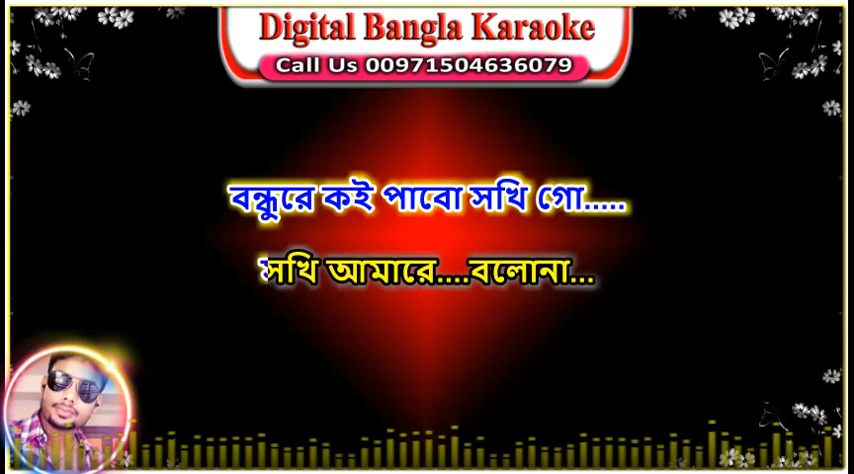 Digital Bangla Karaoke
Call Us 00971504636079
বন্ধুরে কই পাবো সখি গো.....
সখি আমারে....বলোনা...